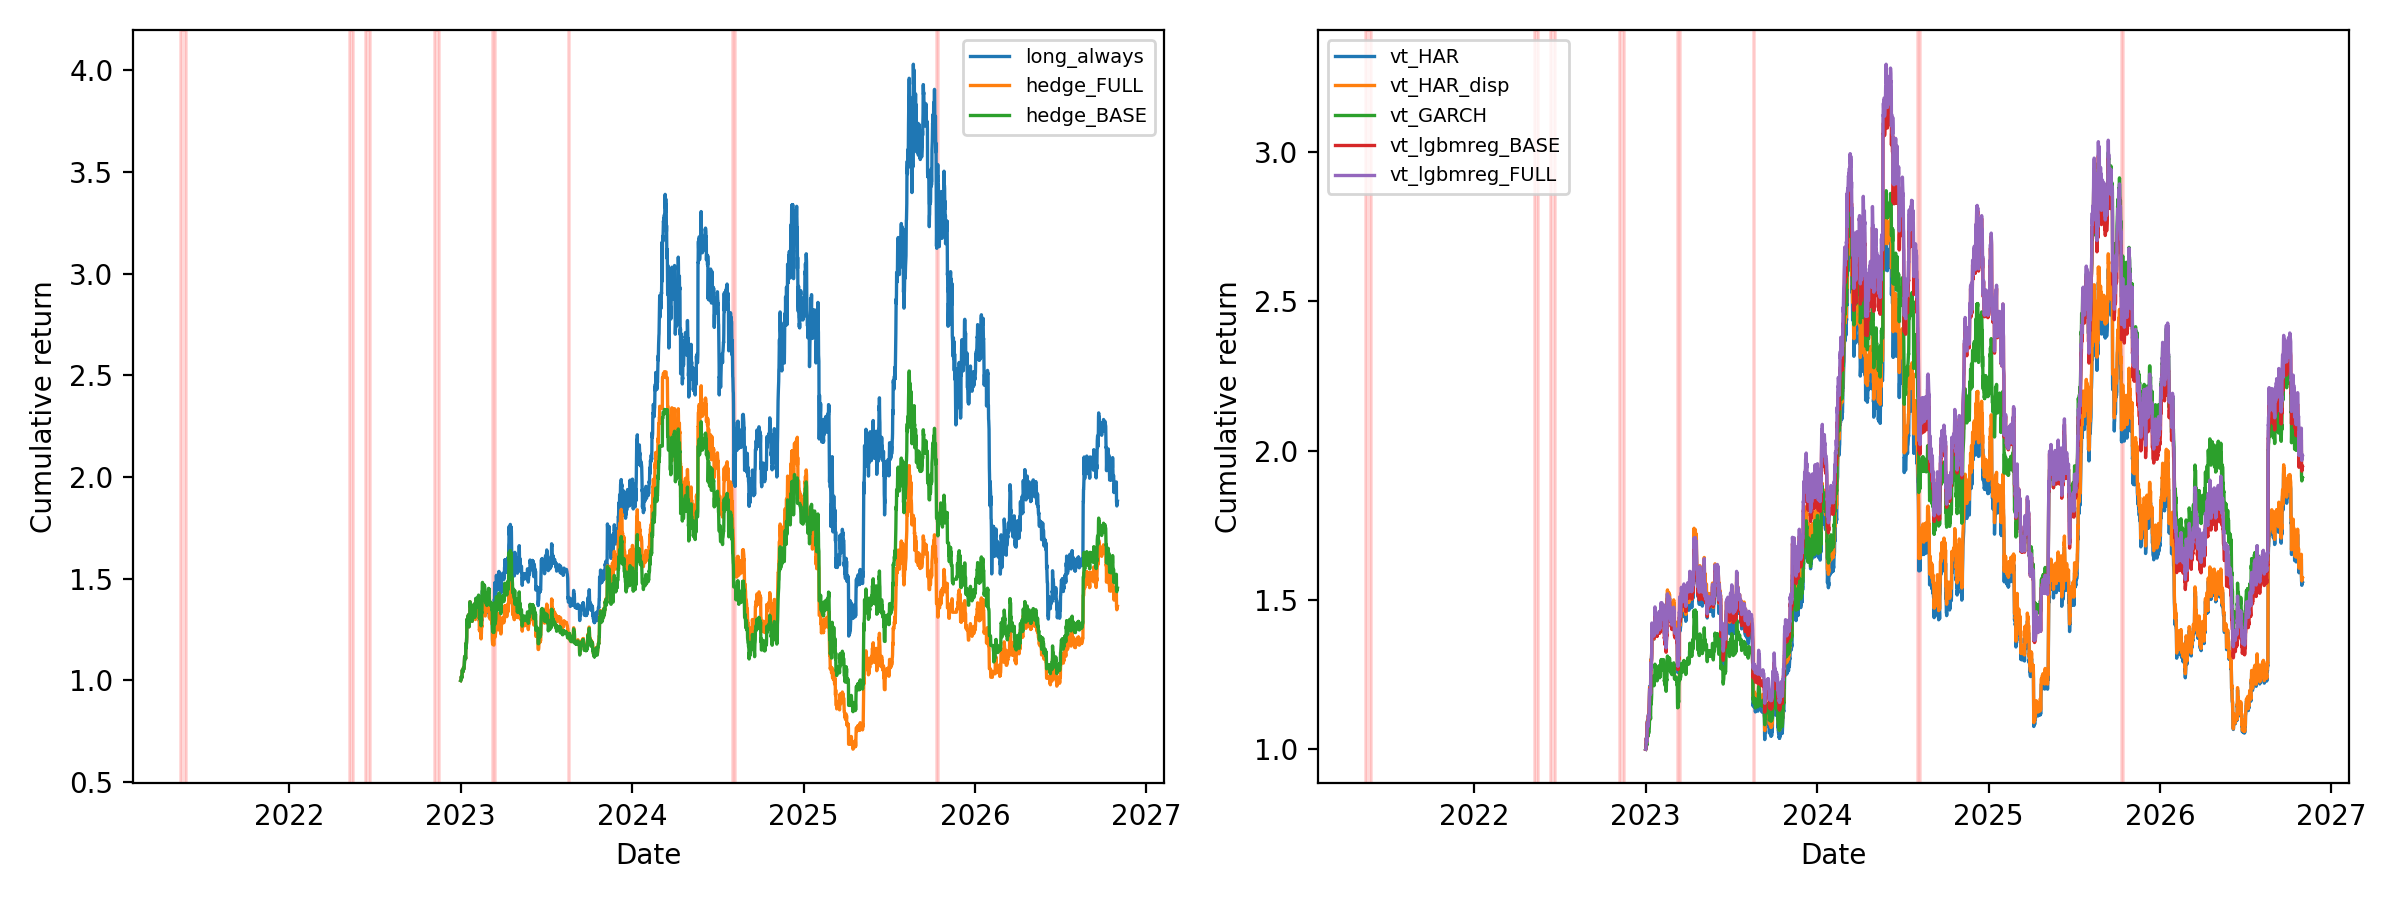 Cumulative return
4.0
3.5
3.0
2.5
2.0
1.5
1.0
0.5
long_always
hedge_FULL
hedge_BASE
2022 2023 2024 2025 2026 2027
Date
Cumulative return
3.0
2.5
2.0
1.5
1.0
vt_HAR
vt_HAR_disp
vt_GARCH
vt_lgbmreg_BASE
vt_lgbmreg_FULL
2022 2023 2024 2025 2026 2027
Date